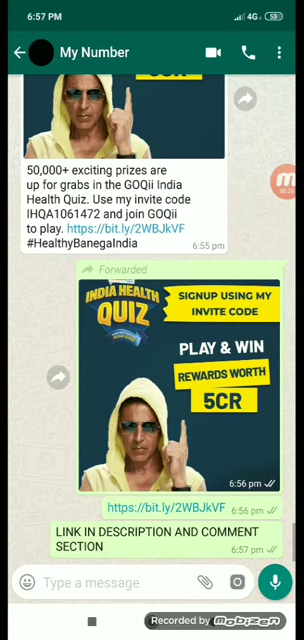 6:57 PM
4G
53
My Number
50,000+ exciting prizes are
up for grabs in the GOQii India
Health Quiz. Use my invite code
IHQA1061472 and join GOQii
to play. https://bit.ly/2WBJkVF
#HealthyBanegaIndia
6:55 pm
Forwarded
INDIA HEALTH
QUIZ
SIGNUP USING MY
INVITE CODE
PLAY & WIN
REWARDS WORTH
5CR
6:56 pm
https://bit.ly/2WBJkVF 6:56 pm
LINK IN DESCRIPTION AND COMMENT
SECTION
6:57 pm
Type a message
Recorded by Mobizen